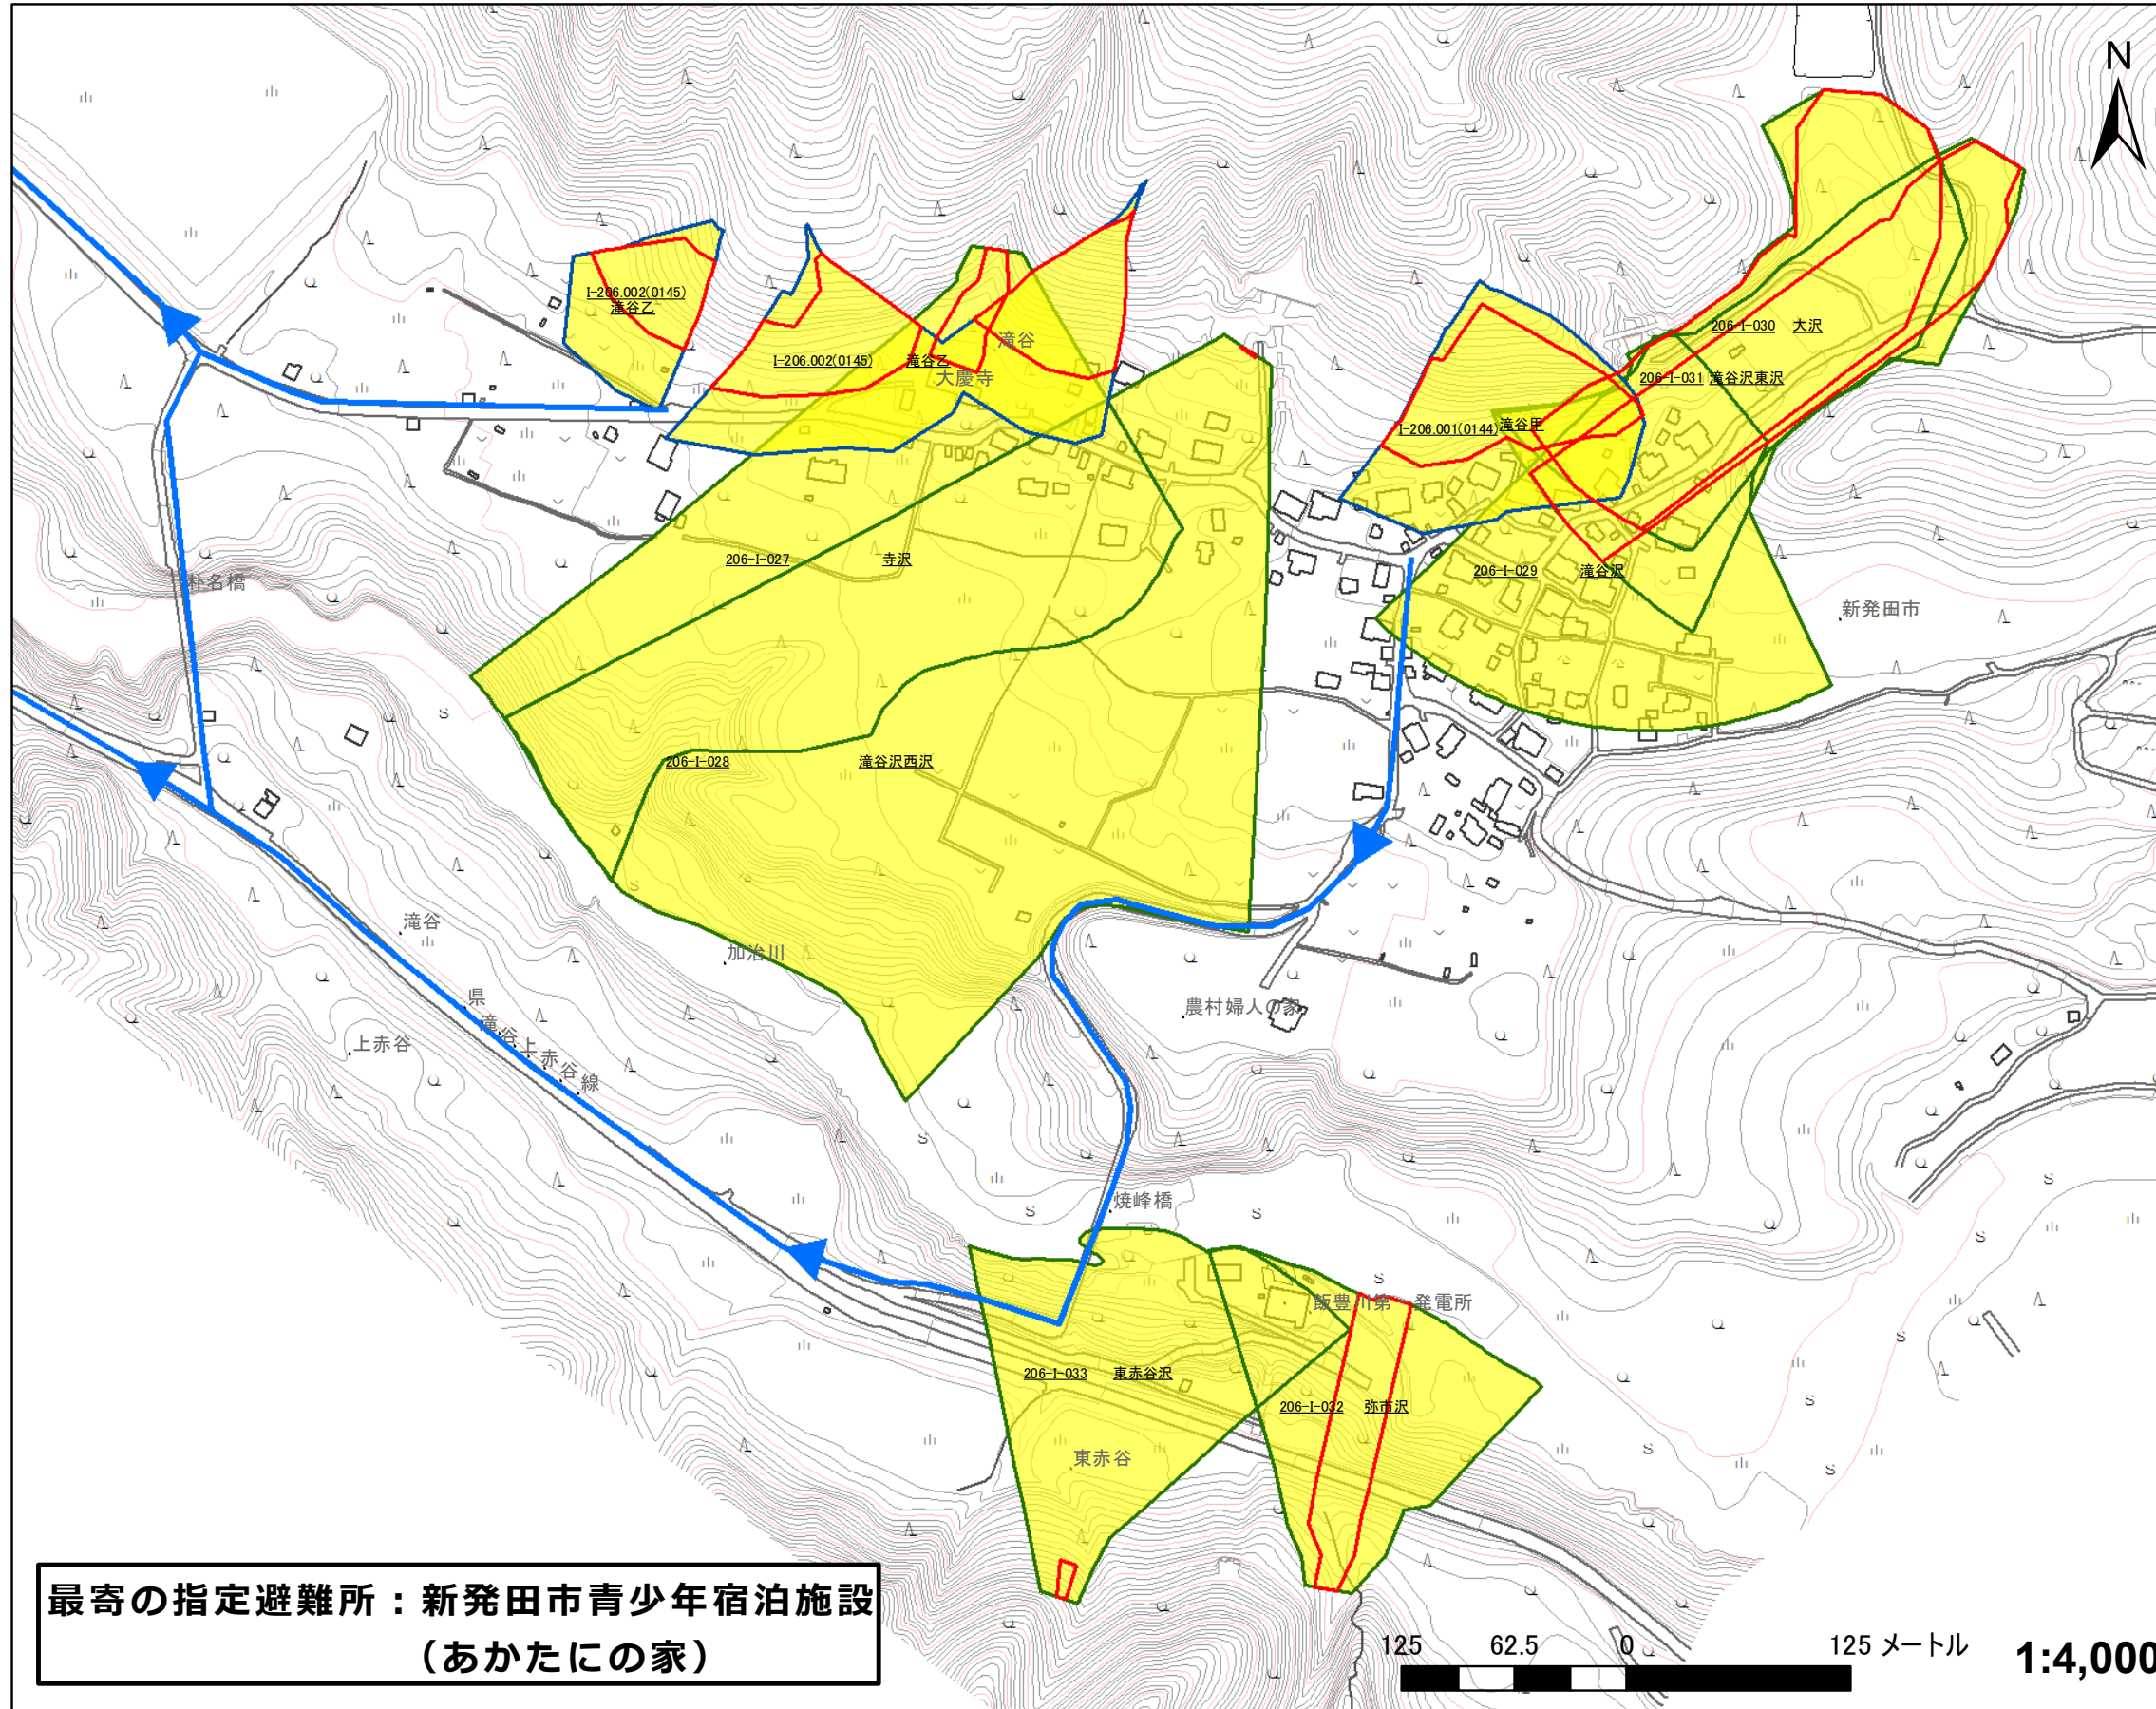 N
I-206.002(0145)
滝谷乙
206-I-030 大沢
滝谷
I-206.002(0145) 滝谷乙
大慶寺
206-I-031 滝谷沢東沢
I-206.001(0144) 滝谷甲
206-I-027 寺沢
206-I-029 滝谷沢
朴名橋
新発田市
206-I-028 滝谷沢西沢
滝谷
加治川
県滝谷上赤谷線
農村婦人の家
上赤谷
焼峰橋
飯豊川第一発電所
206-I-033 東赤谷沢
206-I-032 弥市沢
東赤谷
最寄の指定避難所：新発田市青少年宿泊施設
（あかたにの家）
125 62.5 0 125 メートル
1:4,000